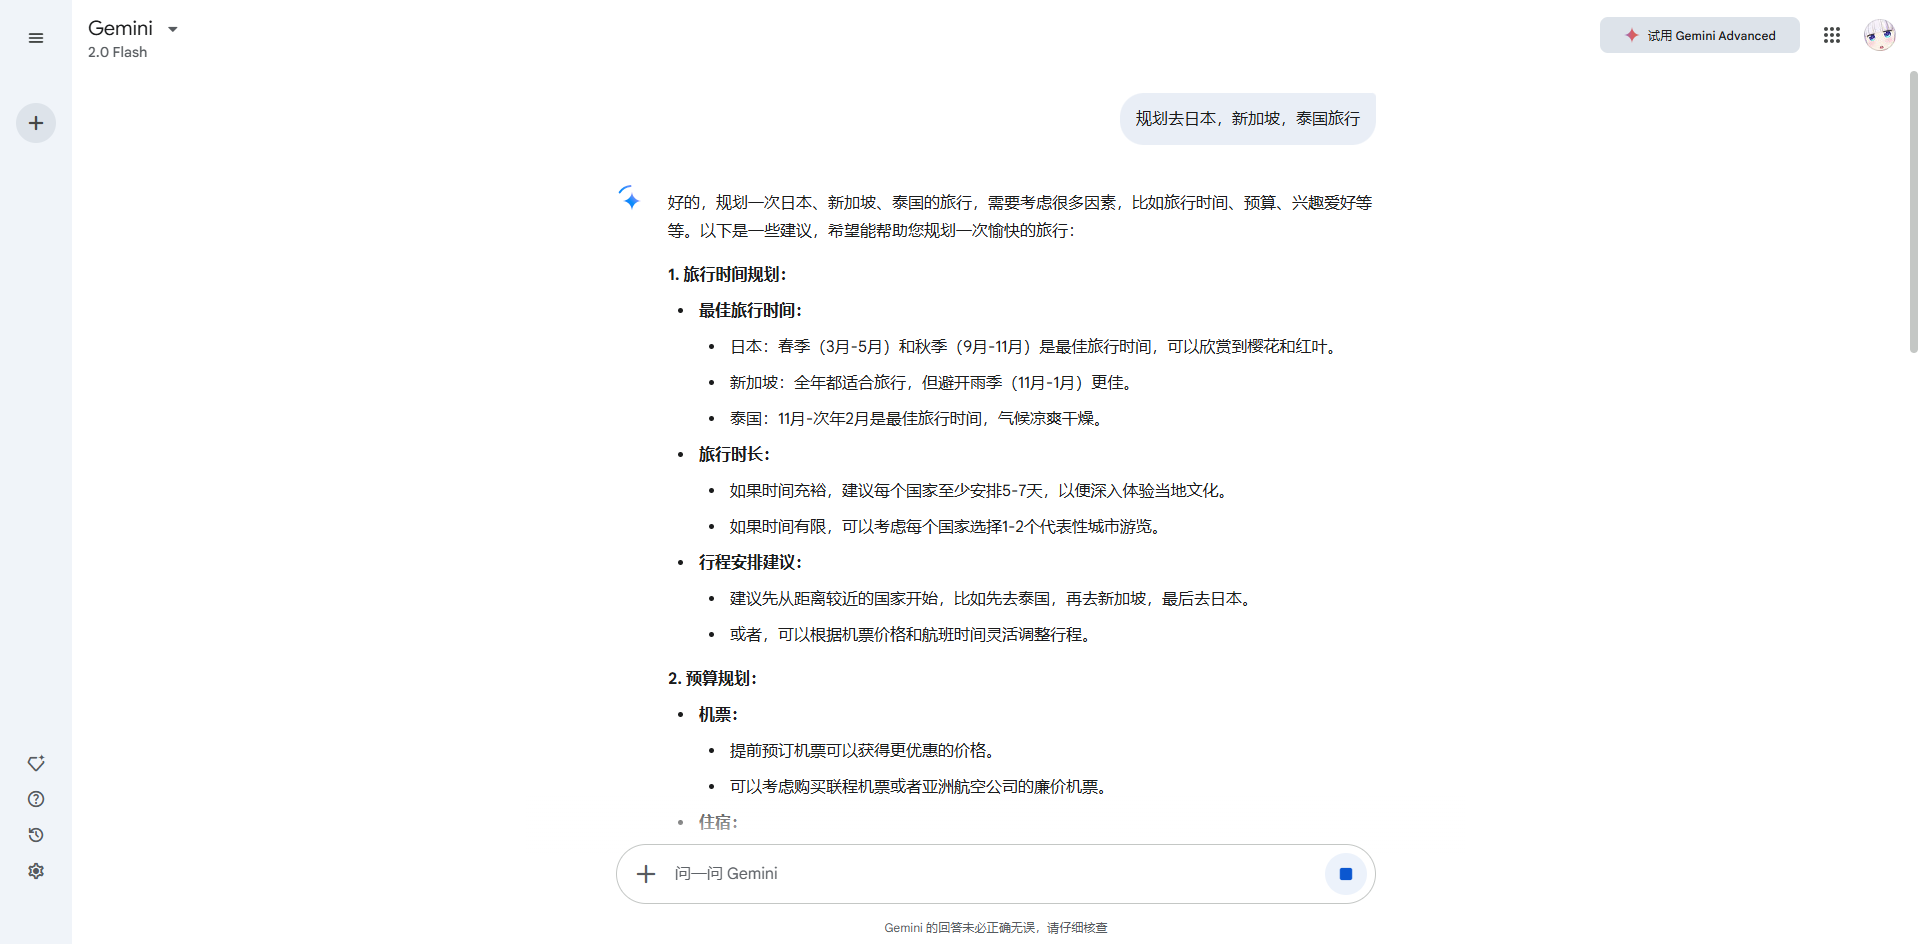 Gemini
2.0 Flash
试用 Gemini Advanced
规划去日本，新加坡，泰国旅行
好的，规划一次日本、新加坡、泰国的旅行，需要考虑很多因素，比如旅行时间、预算、兴趣爱好等
等。以下是一些建议，希望能帮助您规划一次愉快的旅行：
1. 旅行时间规划：
• 最佳旅行时间：
• 日本：春季（3月-5月）和秋季（9月-11月）是最佳旅行时间，可以欣赏到樱花和红叶。
• 新加坡：全年都适合旅行，但避开雨季（11月-1月）更佳。
• 泰国：11月-次年2月是最佳旅行时间，气候凉爽干燥。
• 旅行时长：
• 如果时间充裕，建议每个国家至少安排5-7天，以便深入体验当地文化。
• 如果时间有限，可以考虑每个国家选择1-2个代表性城市游览。
• 行程安排建议：
• 建议先从距离较近的国家开始，比如先去泰国，再去新加坡，最后去日本。
• 或者，可以根据机票价格和航班时间灵活调整行程。
2. 预算规划：
• 机票：
• 提前预订机票可以获得更优惠的价格。
• 可以考虑购买联程机票或者亚洲航空公司的廉价机票。
• 住宿：
问一问 Gemini
Gemini 的回答未必正确无误，请仔细核查